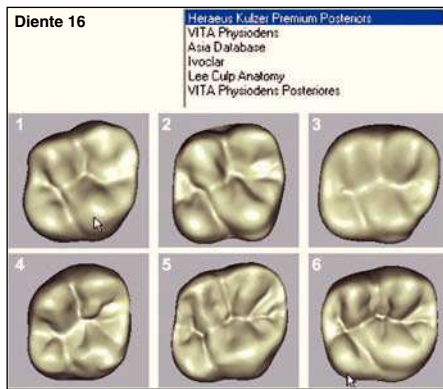 Diente 16
Heraeus Kulzer Premium Posteriors
VITA Physiodens
Asia Database
Ivoclar
Lee Culp Anatomy
VITA Physiodens Posteriores
1
2
3
4
5
6